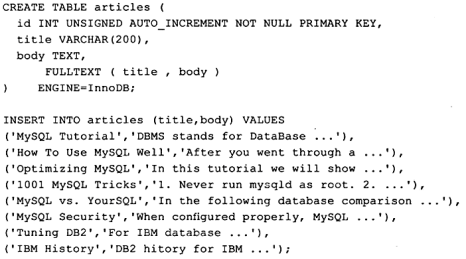 CREATE TABLE articles (
id INT UNSIGNED AUTO_INCREMENT NOT NULL PRIMARY KEY,
title VARCHAR(200),
body TEXT,
FULLTEXT ( title , body )
) ENGINE=InnoDB;
INSERT INTO articles (title,body) VALUES
('MySQL Tutorial','DBMS stands for DataBase ...'),
('How To Use MySQL Well','After you went through a ...'),
('Optimizing MySQL','In this tutorial we will show ...'),
('1001 MySQL Tricks','1. Never run mysqld as root. 2. ...'),
('MySQL vs. YourSQL','In the following database comparison ...'),
('MySQL Security','When configured properly, MySQL ...'),
('Tuning DB2','For IBM database ...'),
('IBM History','DB2 hitory for IBM ...');